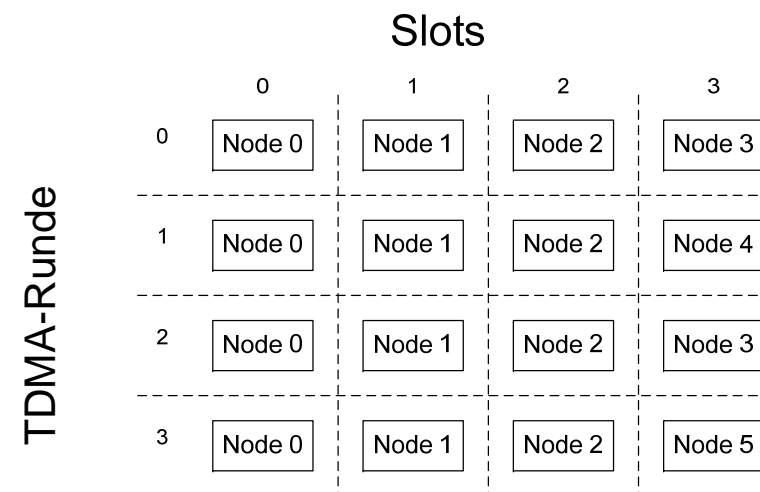 Slots
0 1 2 3
0 Node 0 Node 1 Node 2 Node 3
1 Node 0 Node 1 Node 2 Node 4
2 Node 0 Node 1 Node 2 Node 3
3 Node 0 Node 1 Node 2 Node 5
TDMA-Runde